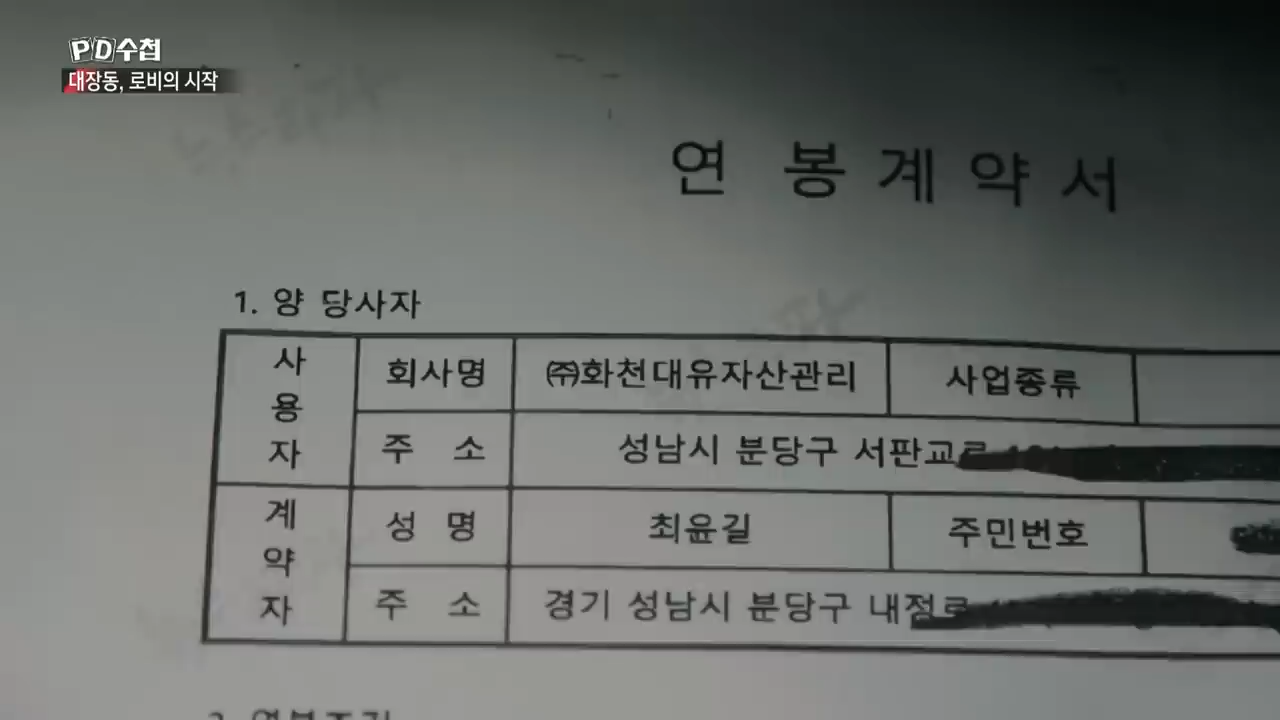 PD수첩
대장동, 로비의 시작
연 봉 계 약 서
1. 양 당사자
사용자 회사명 ㈜화천대유자산관리 사업종류
주 소 성남시 분당구 서판교로
계약자 성 명 최윤길 주민번호
주 소 경기 성남시 분당구 내정로